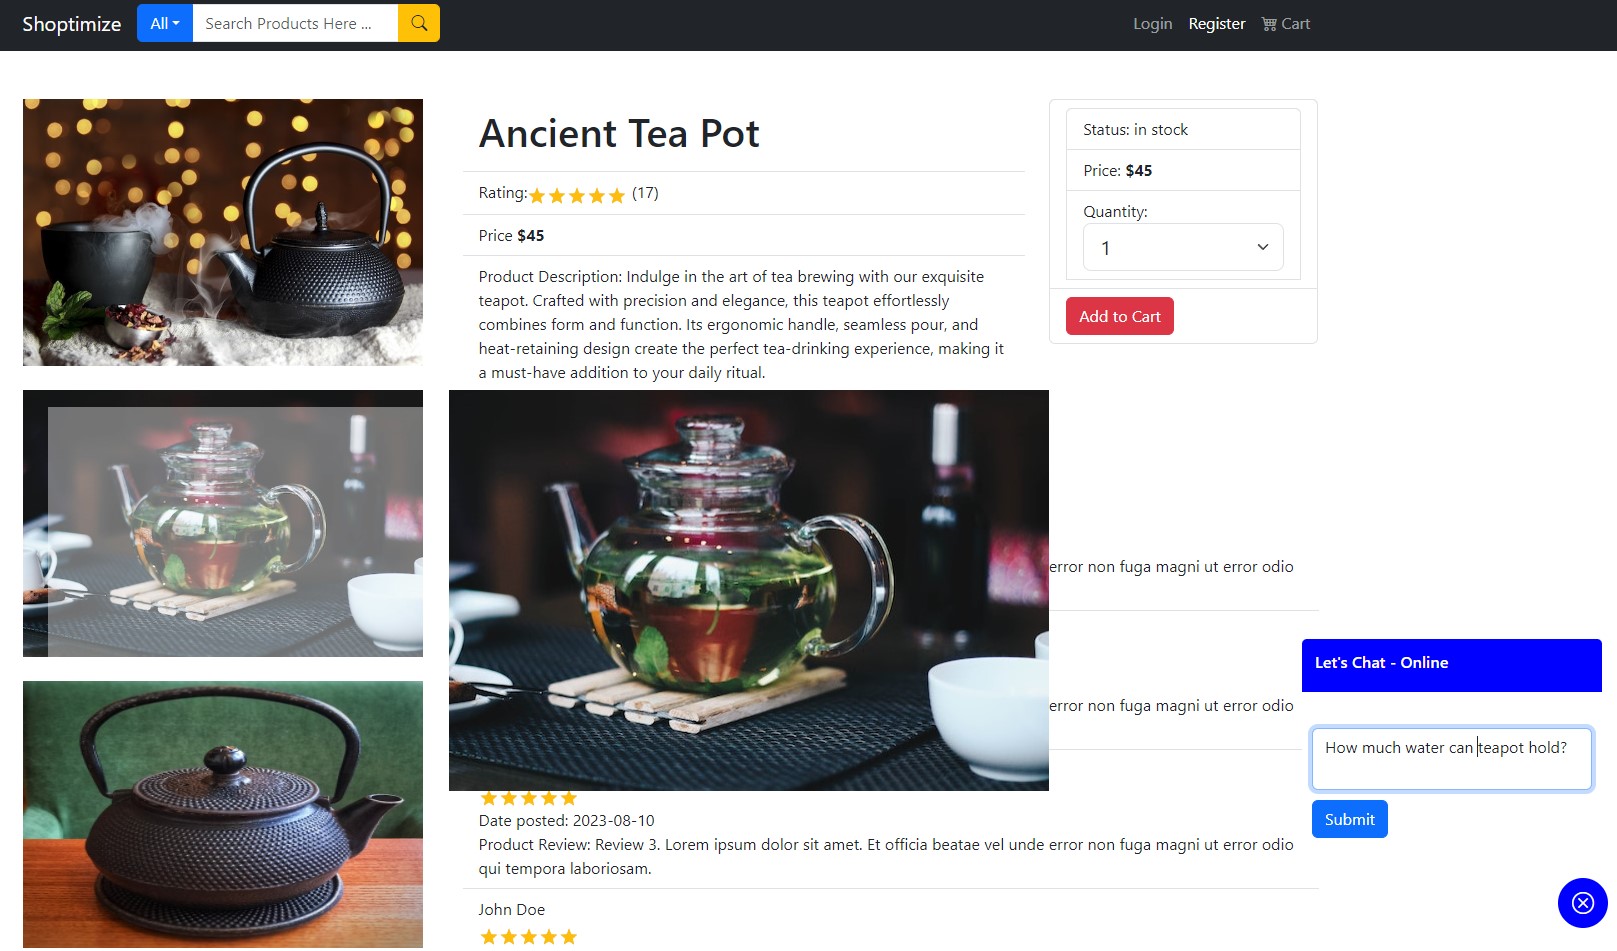 Shoptimize
All
Search Products Here ...
Login
Register
Cart
Ancient Tea Pot
Rating:
(17)
Price $45
Product Description: Indulge in the art of tea brewing with our exquisite
teapot. Crafted with precision and elegance, this teapot effortlessly
combines form and function. Its ergonomic handle, seamless pour, and
heat-retaining design create the perfect tea-drinking experience, making it
a must-have addition to your daily ritual.
Status: in stock
Price: $45
Quantity:
1
Add to Cart
error non fuga magni ut error odio
error non fuga magni ut error odio
Date posted: 2023-08-10
Product Review: Review 3. Lorem ipsum dolor sit amet. Et officia beatae vel unde error non fuga magni ut error odio
qui tempora laboriosam.
John Doe
Let's Chat - Online
How much water can teapot hold?
Submit